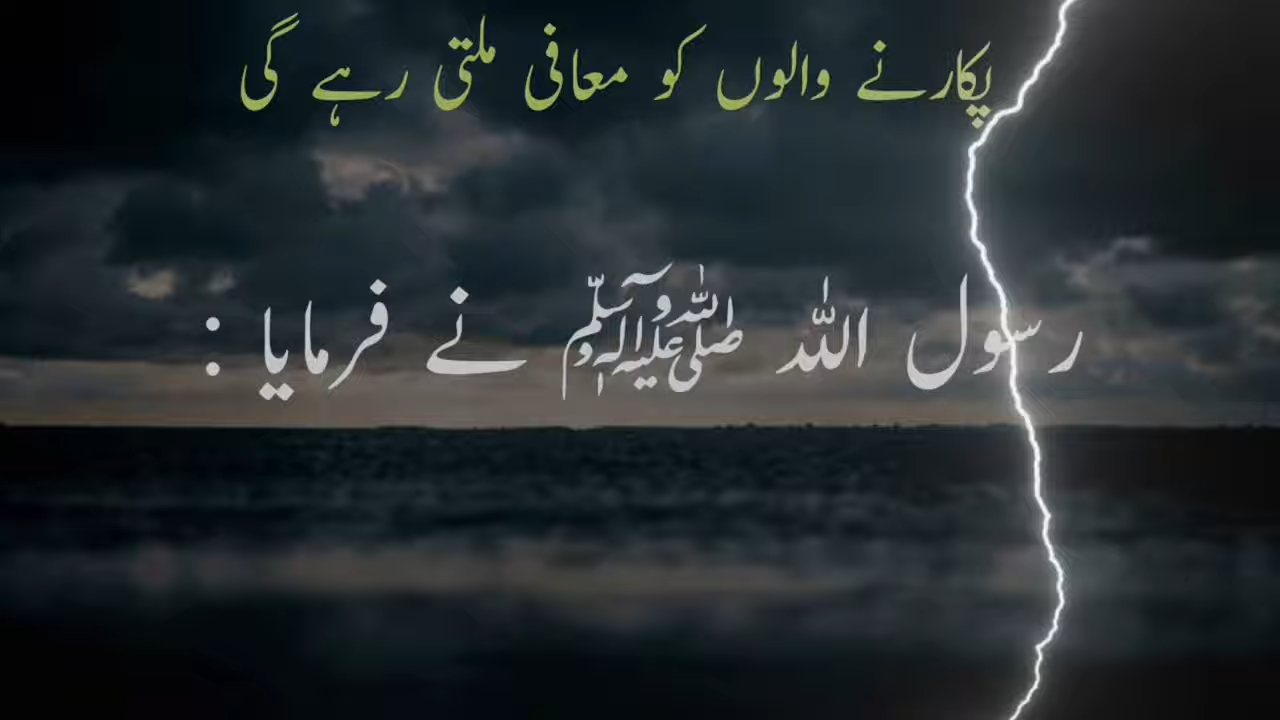 پکارنے والوں کو معافی ملتی رہے گی
رسول اللہ صلی اللہ علیہ وآلہ وسلم نے فرمایا :